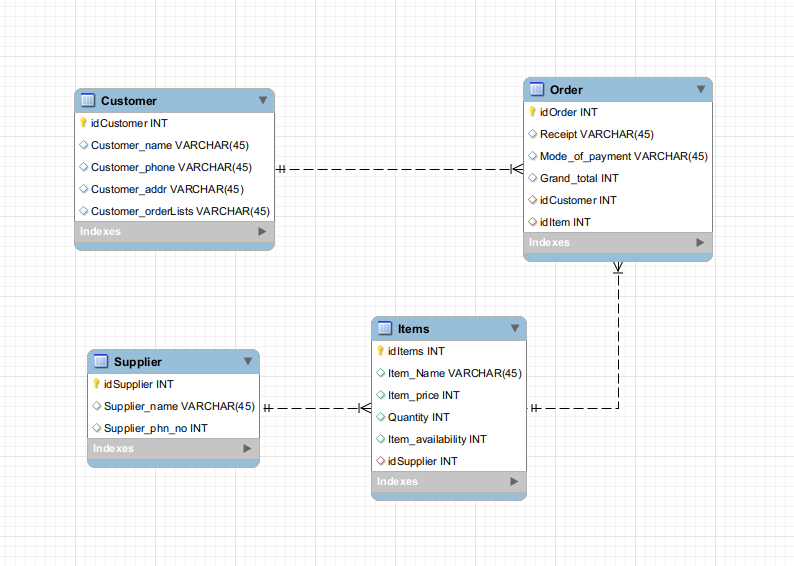 Customer
idCustomer INT
Customer_name VARCHAR(45)
Customer_phone VARCHAR(45)
Customer_addr VARCHAR(45)
Customer_orderLists VARCHAR(45)
Indexes
Order
idOrder INT
Receipt VARCHAR(45)
Mode_of_payment VARCHAR(45)
Grand_total INT
idCustomer INT
idItem INT
Indexes
Supplier
idSupplier INT
Supplier_name VARCHAR(45)
Supplier_phn_no INT
Indexes
Items
idItems INT
Item_Name VARCHAR(45)
Item_price INT
Quantity INT
Item_availability INT
idSupplier INT
Indexes